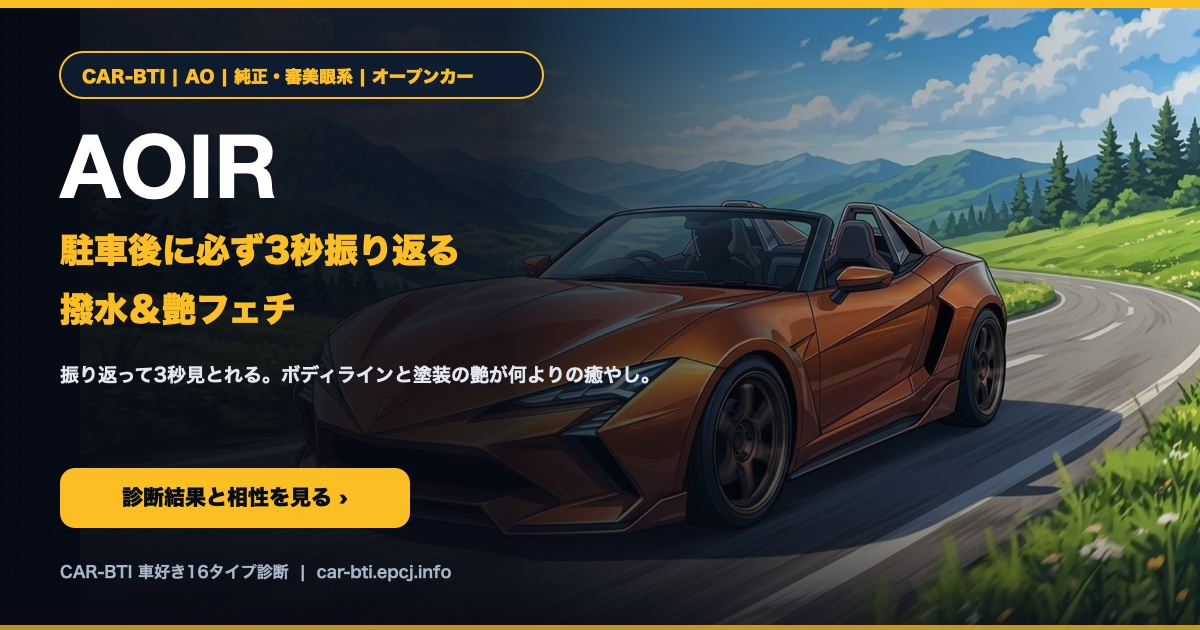 CAR-BTI | AO | 純正・審美眼系 | オープンカー
AOIR
駐車後に必ず3秒振り返る
撥水&艶フェチ
振り返って3秒見とれる。ボディラインと塗装の艶が何よりの癒やし。
診断結果と相性を見る ›
CAR-BTI 車好き16タイプ診断 | car-bti.epcj.info